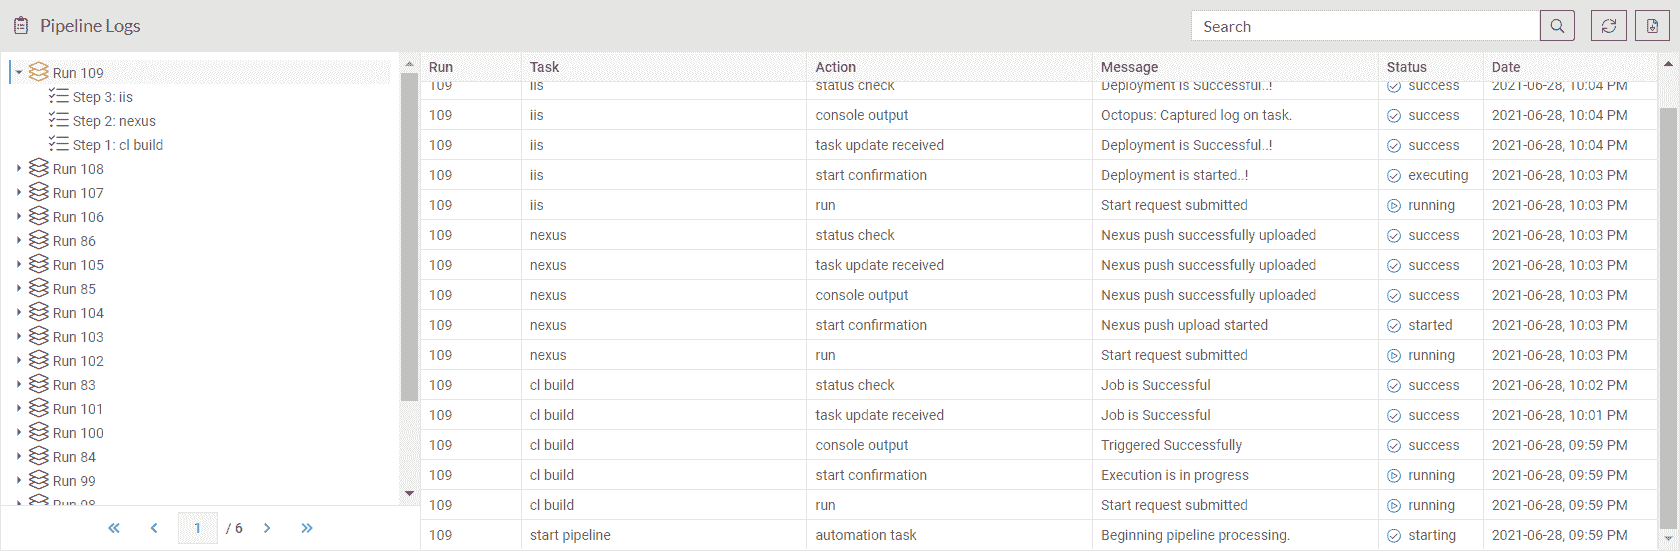 Pipeline Logs
Search
Run 109
Step 3: iis
Step 2: nexus
Step 1: cl build
Run 108
Run 107
Run 106
Run 86
Run 105
Run 85
Run 104
Run 103
Run 102
Run 83
Run 101
Run 100
Run 84
Run 99
Run 98
« ‹ 1 / 6 › »
Run Task Action Message Status Date
109 iis status check Deployment is Successful..! success 2021-06-28, 10:04 PM
109 iis console output Octopus: Captured log on task. success 2021-06-28, 10:04 PM
109 iis task update received Deployment is Successful..! success 2021-06-28, 10:04 PM
109 iis start confirmation Deployment is started..! executing 2021-06-28, 10:03 PM
109 iis run Start request submitted running 2021-06-28, 10:03 PM
109 nexus status check Nexus push successfully uploaded success 2021-06-28, 10:03 PM
109 nexus task update received Nexus push successfully uploaded success 2021-06-28, 10:03 PM
109 nexus console output Nexus push successfully uploaded success 2021-06-28, 10:03 PM
109 nexus start confirmation Nexus push upload started started 2021-06-28, 10:03 PM
109 nexus run Start request submitted running 2021-06-28, 10:03 PM
109 cl build status check Job is Successful success 2021-06-28, 10:02 PM
109 cl build task update received Job is Successful success 2021-06-28, 10:01 PM
109 cl build console output Triggered Successfully success 2021-06-28, 09:59 PM
109 cl build start confirmation Execution is in progress running 2021-06-28, 09:59 PM
109 cl build run Start request submitted running 2021-06-28, 09:59 PM
109 start pipeline automation task Beginning pipeline processing. starting 2021-06-28, 09:59 PM